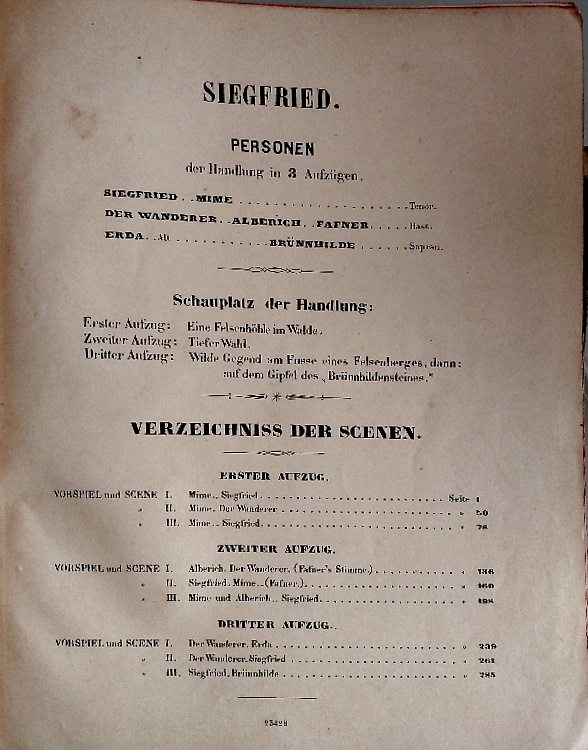 SIEGFRIED.
PERSONEN
der Handlung in 3 Aufzügen.
SIEGFRIED . . MIME . . . . . . . . . . . . . . . . . . . Tenor.
DER WANDERER . . ALBERICH . . FAFNER . . . . . Bass.
ERDA . . Alt . . . . . . . . . . . BRÜNNHILDE . . . . . . Sopran.
Schauplatz der Handlung:
Erster Aufzug: Eine Felsenhöhle im Walde.
Zweiter Aufzug: Tiefer Wald.
Dritter Aufzug: Wilde Gegend am Fusse eines Felsenberges, dann:
auf dem Gipfel des „Brünnhildensteines."
VERZEICHNISS DER SCENEN.
ERSTER AUFZUG.
VORSPIEL und SCENE I. Mime . . Siegfried . . . . . . . . . . Seite 1
" II. Mime. Der Wanderer . . . . . . . . . . " 50
" III. Mime . . Siegfried . . . . . . . . . . " 78
ZWEITER AUFZUG.
VORSPIEL und SCENE I. Alberich. Der Wanderer. (Fafner's Stimme.) . . . . . . . . . . " 136
" II. Siegfried. Mime . . (Fafner.) . . . . . . . . . . " 160
" III. Mime und Alberich . . Siegfried . . . . . . . . . . " 198
DRITTER AUFZUG.
VORSPIEL und SCENE I. Der Wanderer. Erda . . . . . . . . . . " 239
" II. Der Wanderer. Siegfried . . . . . . . . . . " 261
" III. Siegfried. Brünnhilde . . . . . . . . . . " 285
23428